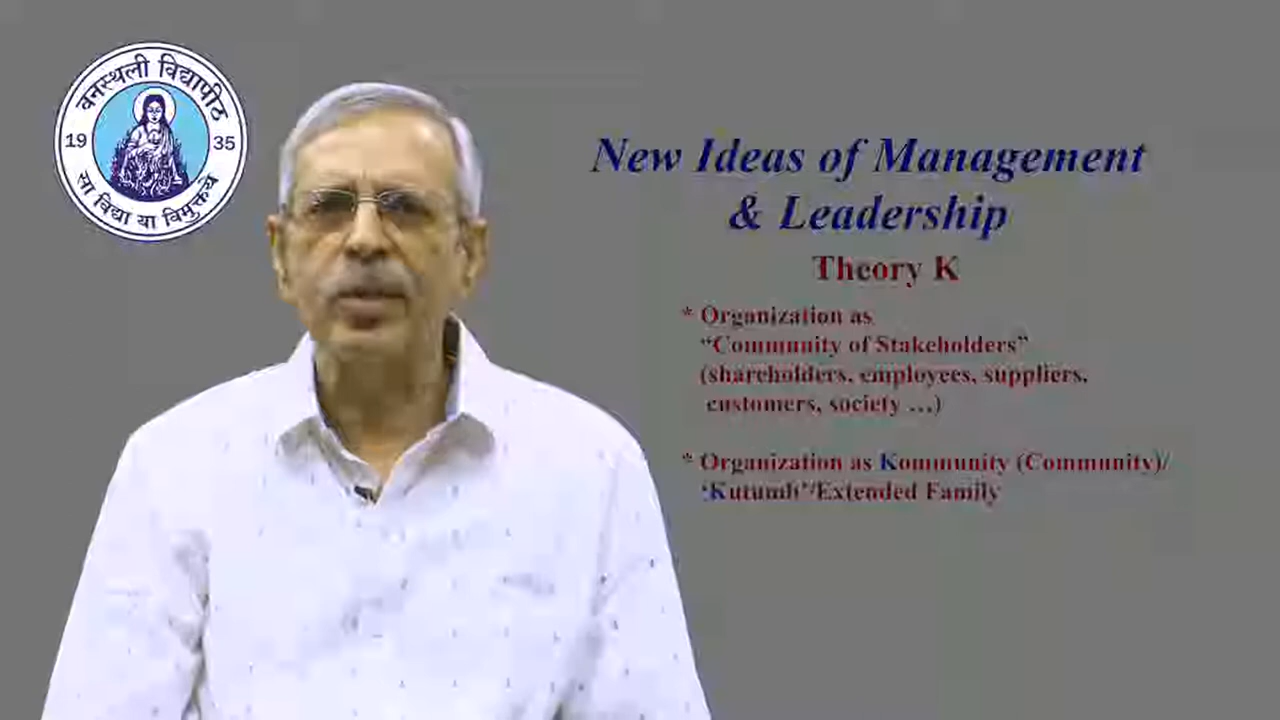 वनस्थली विद्यापीठ
19 35
सा विद्या या विमुक्तये
New Ideas of Management
& Leadership
Theory K
* Organization as
“Community of Stakeholders”
(shareholders, employees, suppliers,
customers, society ...)
* Organization as Kommunity (Community)/
‘Kutumb’/Extended Family